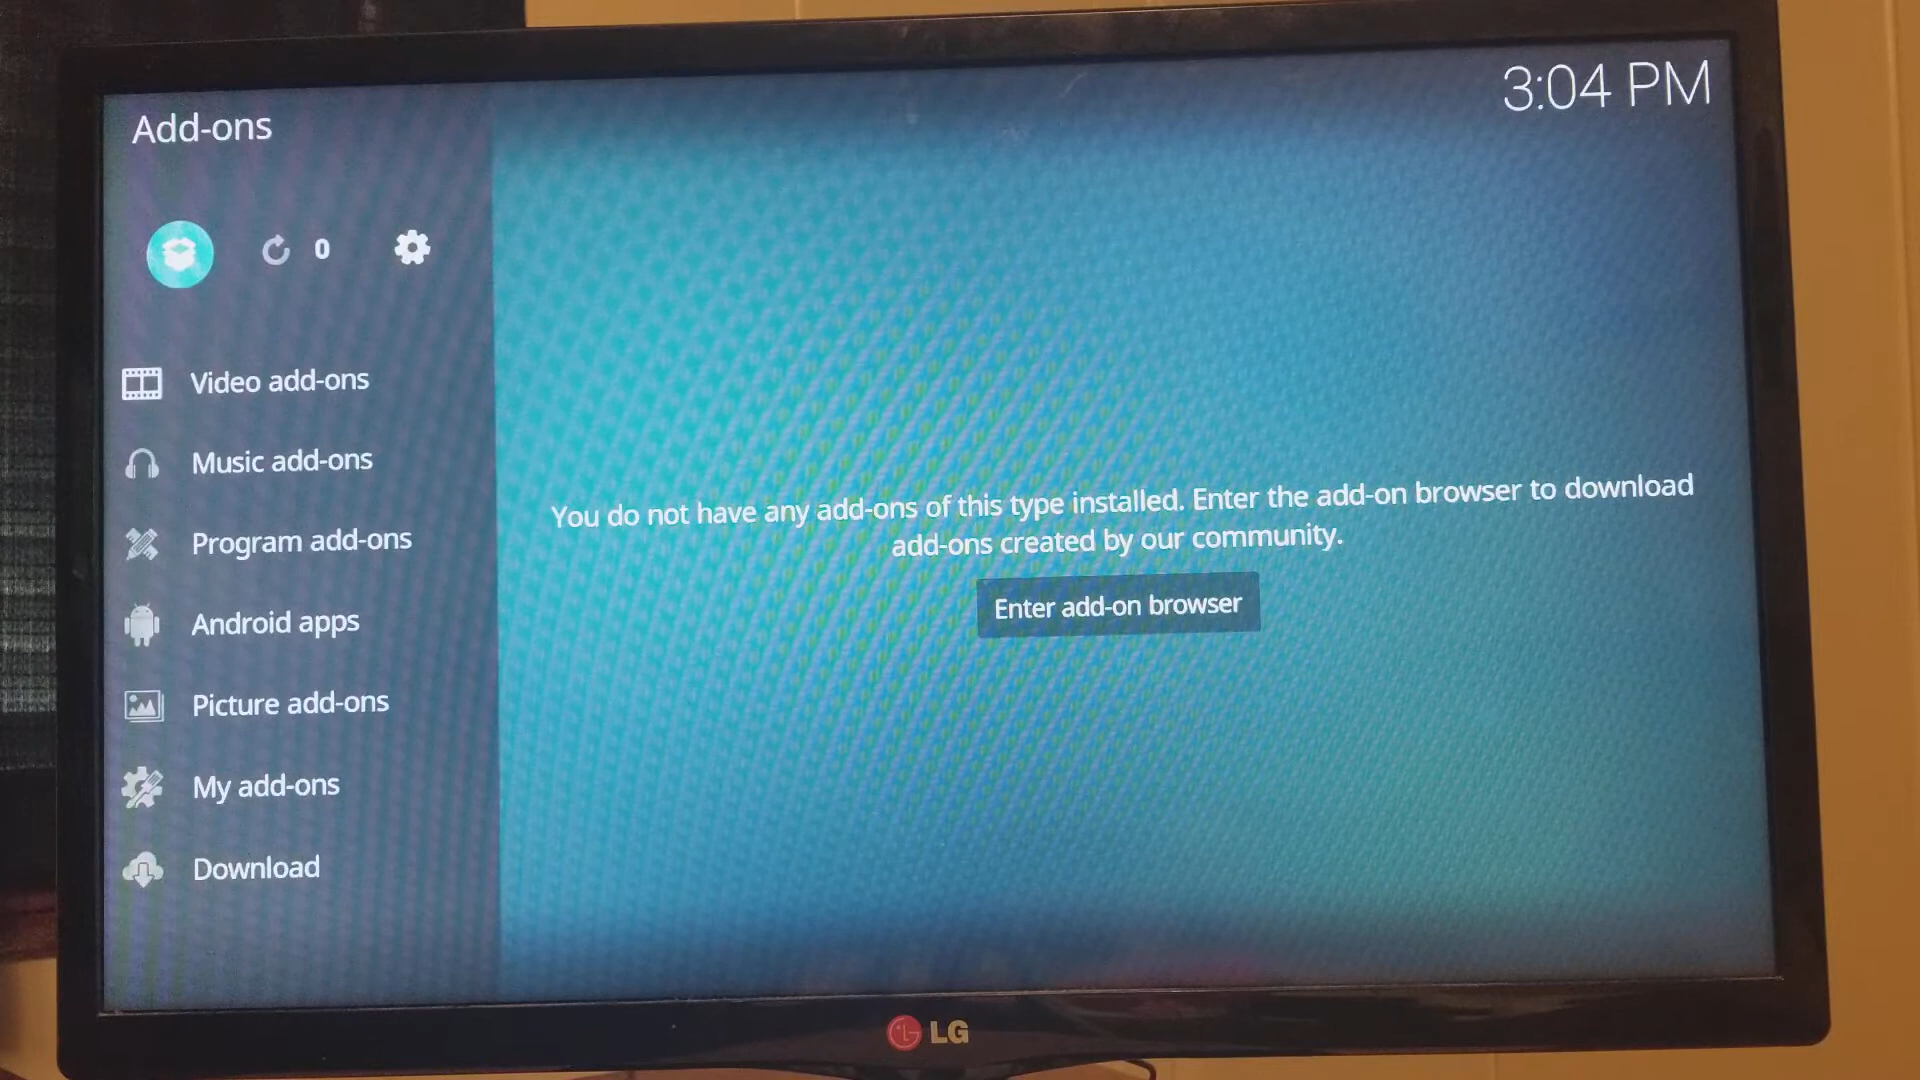 Add-ons
3:04 PM
0
Video add-ons
Music add-ons
Program add-ons
Android apps
Picture add-ons
My add-ons
Download
You do not have any add-ons of this type installed. Enter the add-on browser to download
add-ons created by our community.
Enter add-on browser
LG